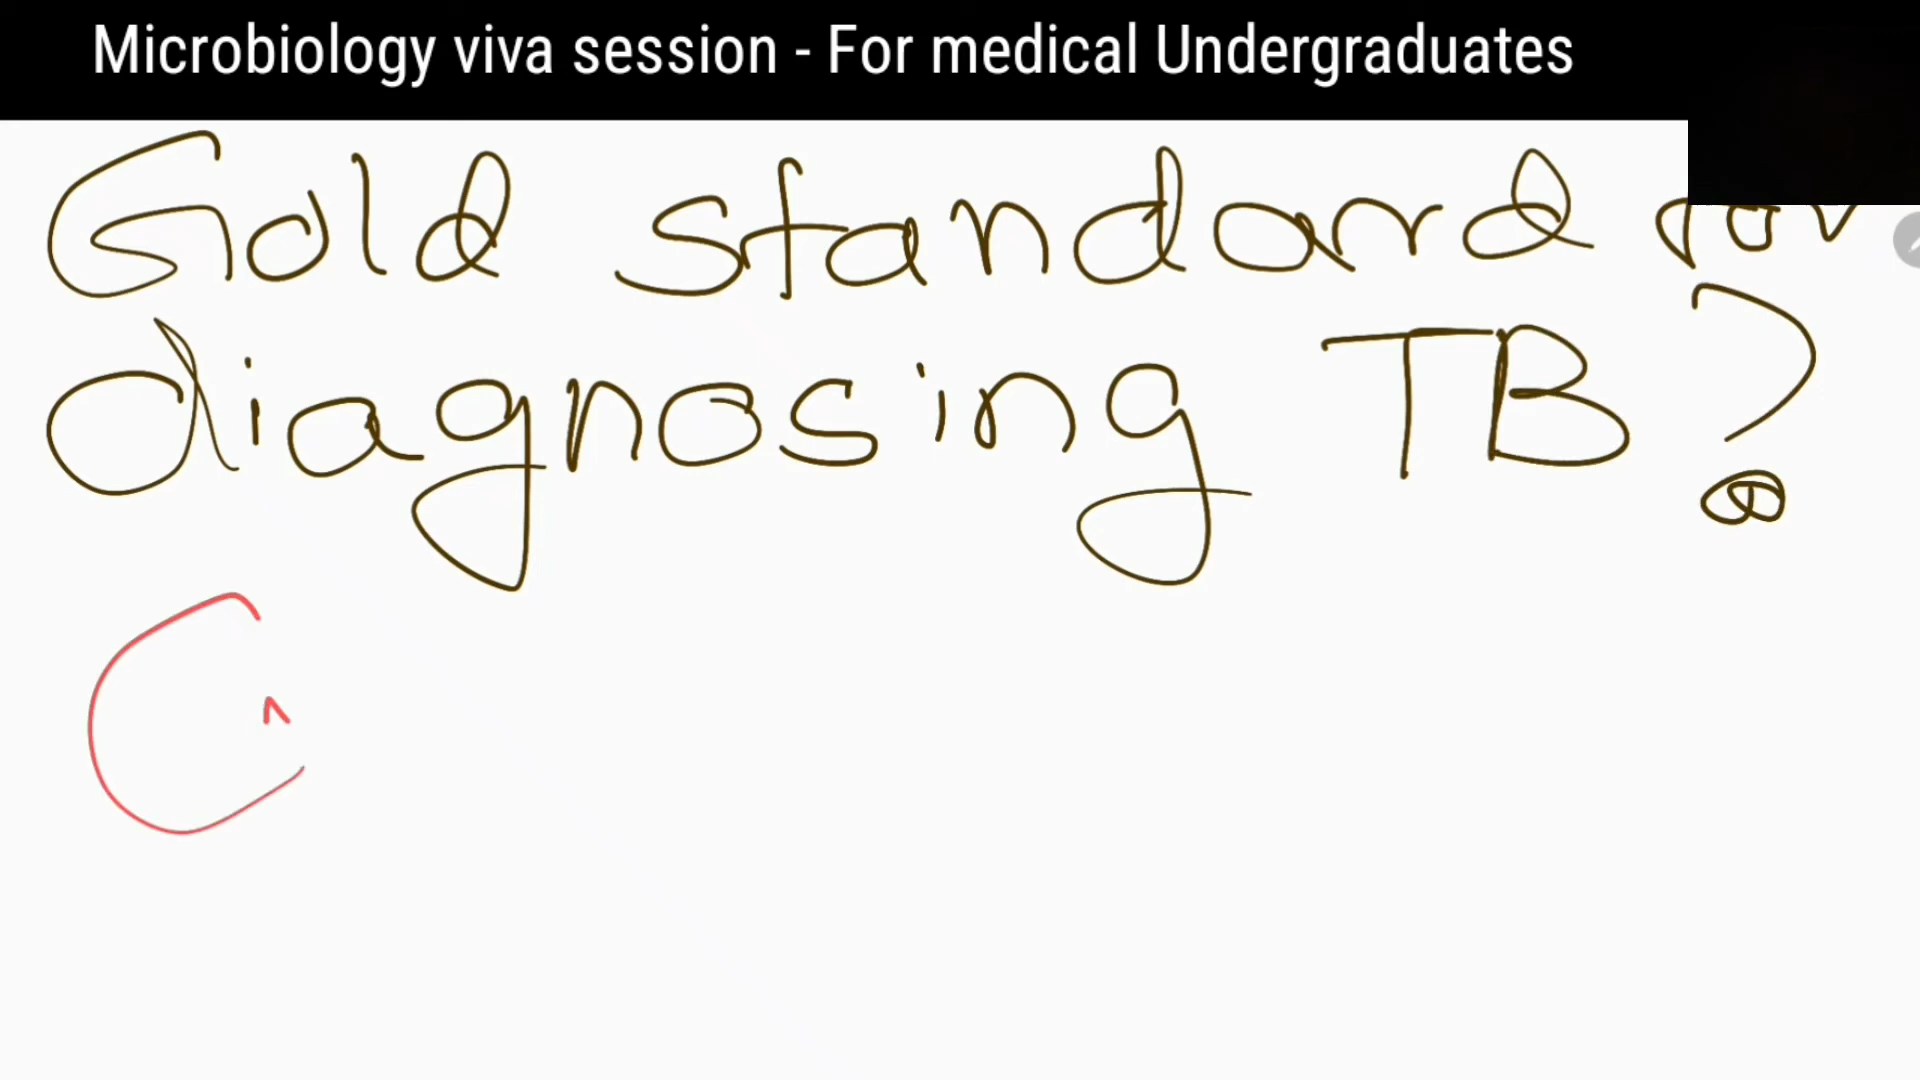 Microbiology viva session - For medical Undergraduates
Gold standard for
diagnosing TB?
C